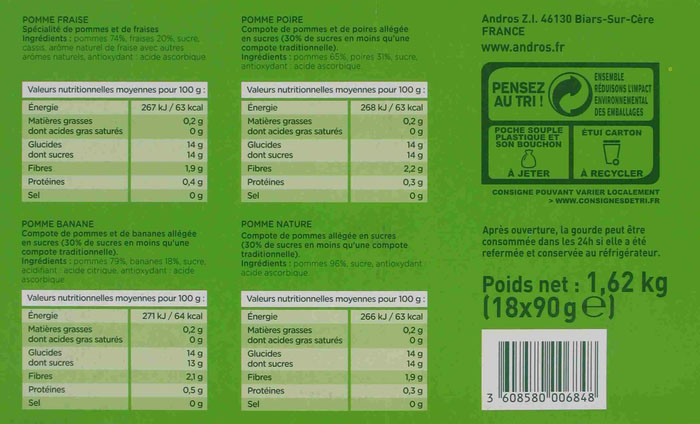 POMME FRAISE
Spécialité de pommes et de fraises
Ingrédients : pommes 74%, fraises 20%, sucre,
cassis, arôme naturel de fraise avec autres
arômes naturels, antioxydant : acide ascorbique.
Valeurs nutritionnelles moyennes pour 100 g :
Énergie 267 kJ / 63 kcal
Matières grasses 0,2 g
dont acides gras saturés 0 g
Glucides 14 g
dont sucres 14 g
Fibres 1,9 g
Protéines 0,4 g
Sel 0 g
POMME POIRE
Compote de pommes et de poires allégée
en sucres (30% de sucres en moins qu'une
compote traditionnelle).
Ingrédients : pommes 65%, poires 31%, sucre,
antioxydant : acide ascorbique.
Valeurs nutritionnelles moyennes pour 100 g :
Énergie 268 kJ / 63 kcal
Matières grasses 0,2 g
dont acides gras saturés 0 g
Glucides 14 g
dont sucres 14 g
Fibres 2,2 g
Protéines 0,3 g
Sel 0 g
POMME BANANE
Compote de pommes et de bananes allégée
en sucres (30% de sucres en moins qu'une
compote traditionnelle).
Ingrédients : pommes 79%, bananes 18%, sucre,
acidifiant : acide citrique, antioxydant : acide
ascorbique.
Valeurs nutritionnelles moyennes pour 100 g :
Énergie 271 kJ / 64 kcal
Matières grasses 0,2 g
dont acides gras saturés 0 g
Glucides 14 g
dont sucres 13 g
Fibres 2,1 g
Protéines 0,5 g
Sel 0 g
POMME NATURE
Compote de pommes allégée en sucres
(30% de sucres en moins qu'une compote
traditionnelle).
Ingrédients : pommes 96%, sucre, antioxydant :
acide ascorbique.
Valeurs nutritionnelles moyennes pour 100 g :
Énergie 266 kJ / 63 kcal
Matières grasses 0,2 g
dont acides gras saturés 0 g
Glucides 14 g
dont sucres 14 g
Fibres 1,9 g
Protéines 0,3 g
Sel 0 g
Andros Z.I. 46130 Biars-Sur-Cère
FRANCE
www.andros.fr
PENSEZ
AU TRI !
ENSEMBLE
RÉDUISONS L'IMPACT
ENVIRONNEMENTAL
DES EMBALLAGES
POCHE SOUPLE
PLASTIQUE ET
SON BOUCHON
À JETER
ÉTUI CARTON
À RECYCLER
CONSIGNE POUVANT VARIER LOCALEMENT
> WWW.CONSIGNESDETRI.FR
Après ouverture, la gourde peut être
consommée dans les 24h si elle a été
refermée et conservée au réfrigérateur.
Poids net : 1,62 kg
(18x90 g ℮)
3 608580 006848